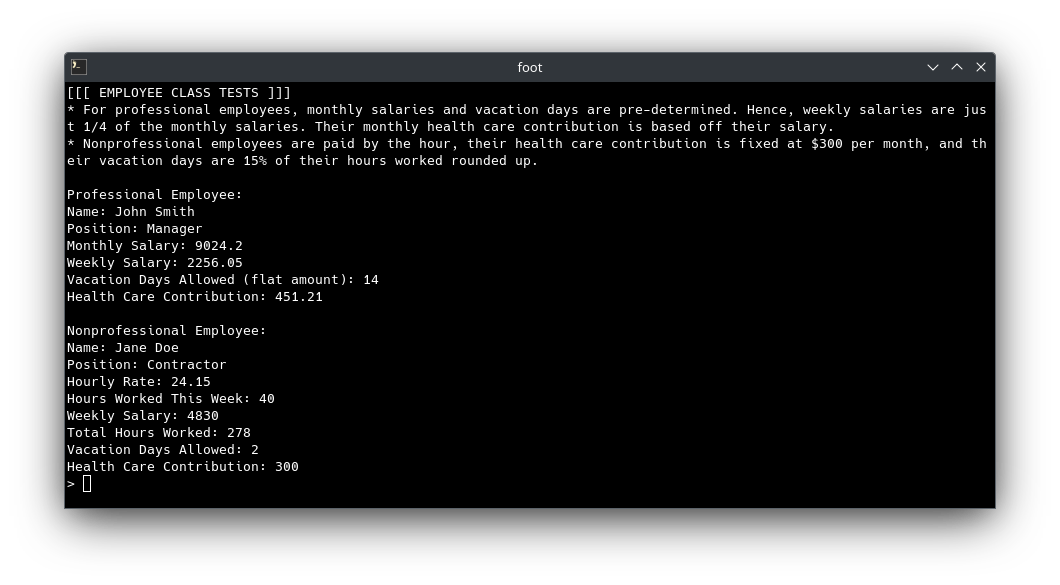 foot
[[[ EMPLOYEE CLASS TESTS ]]]
* For professional employees, monthly salaries and vacation days are pre-determined. Hence, weekly salaries are jus
t 1/4 of the monthly salaries. Their monthly health care contribution is based off their salary.
* Nonprofessional employees are paid by the hour, their health care contribution is fixed at $300 per month, and th
eir vacation days are 15% of their hours worked rounded up.
Professional Employee:
Name: John Smith
Position: Manager
Monthly Salary: 9024.2
Weekly Salary: 2256.05
Vacation Days Allowed (flat amount): 14
Health Care Contribution: 451.21
Nonprofessional Employee:
Name: Jane Doe
Position: Contractor
Hourly Rate: 24.15
Hours Worked This Week: 40
Weekly Salary: 4830
Total Hours Worked: 278
Vacation Days Allowed: 2
Health Care Contribution: 300
>